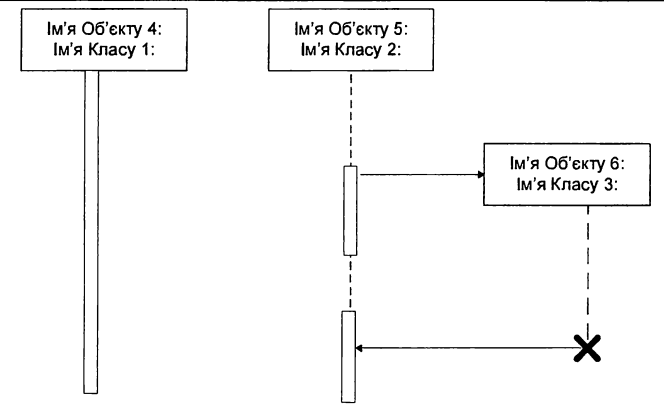 Ім'я Об'єкту 4:
Ім'я Класу 1:
Ім'я Об'єкту 5:
Ім'я Класу 2:
Ім'я Об'єкту 6:
Ім'я Класу 3: